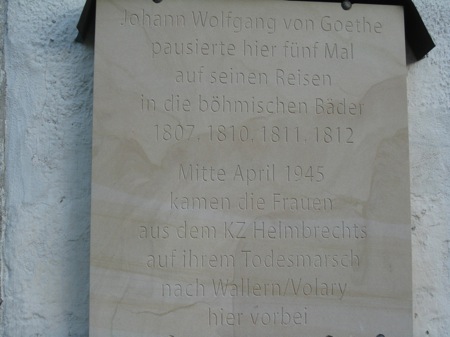 Johann Wolfgang von Goethe
pausierte hier fünf Mal
auf seinen Reisen
in die böhmischen Bäder
1807. 1810. 1811. 1812
Mitte April 1945
kamen die Frauen
aus dem KZ Helmbrechts
auf ihrem Todesmarsch
nach Wallern/Volary
hier vorbei